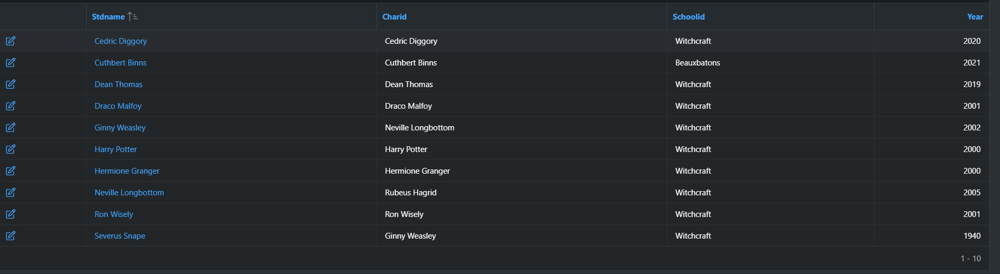 Stdname Charid Schoolid Year
Cedric Diggory Cedric Diggory Witchcraft 2020
Cuthbert Binns Cuthbert Binns Beauxbatons 2021
Dean Thomas Dean Thomas Witchcraft 2019
Draco Malfoy Draco Malfoy Witchcraft 2001
Ginny Weasley Neville Longbottom Witchcraft 2002
Harry Potter Harry Potter Witchcraft 2000
Hermione Granger Hermione Granger Witchcraft 2000
Neville Longbottom Rubeus Hagrid Witchcraft 2005
Ron Wisely Ron Wisely Witchcraft 2001
Severus Snape Ginny Weasley Witchcraft 1940
1 - 10